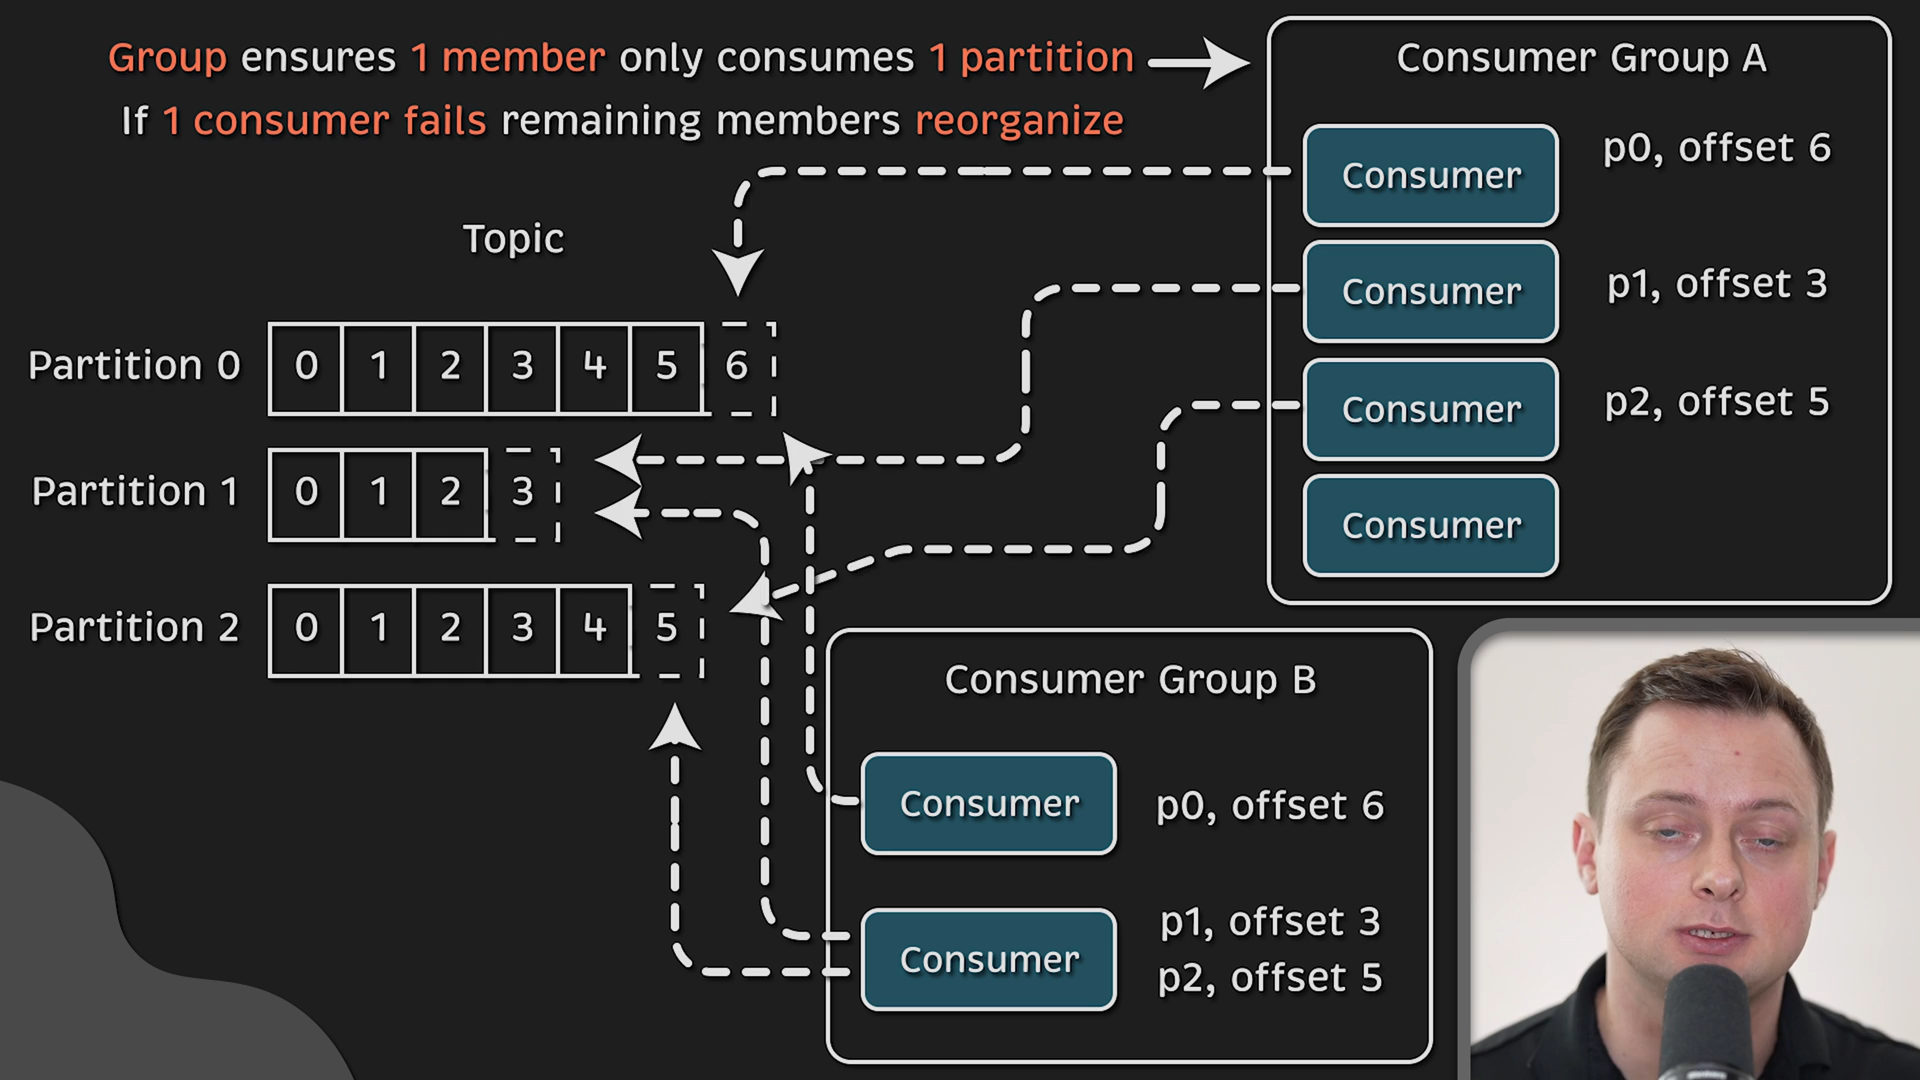 Group ensures 1 member only consumes 1 partition
If 1 consumer fails remaining members reorganize
Topic
Partition 0 0 1 2 3 4 5 6
Partition 1 0 1 2 3
Partition 2 0 1 2 3 4 5
Consumer Group A
Consumer p0, offset 6
Consumer p1, offset 3
Consumer p2, offset 5
Consumer
Consumer Group B
Consumer p0, offset 6
Consumer p1, offset 3
p2, offset 5